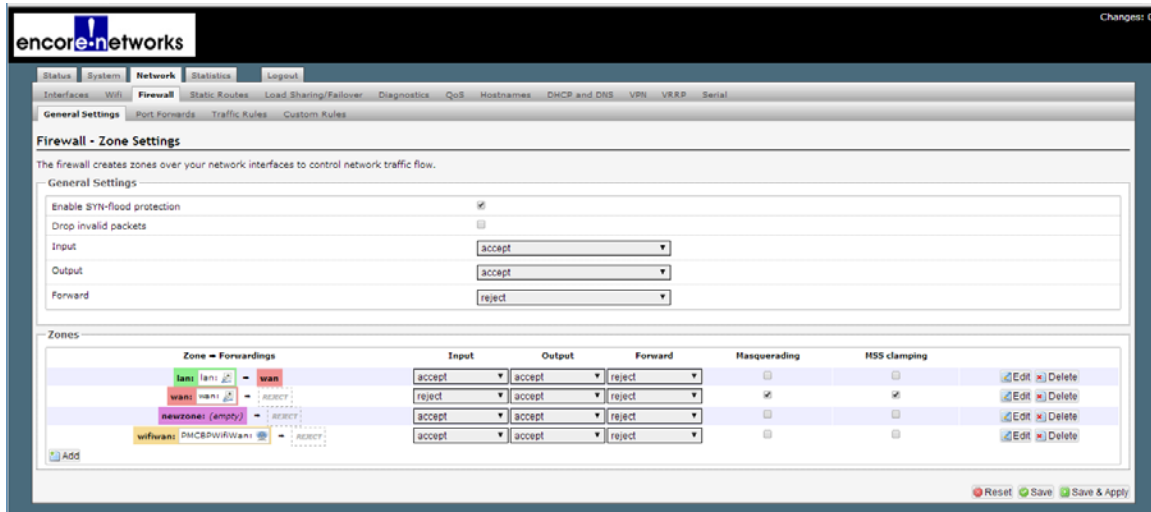 Changes: 0
encore!networks
Status System Network Statistics Logout
Interfaces Wifi Firewall Static Routes Load Sharing/Failover Diagnostics QoS Hostnames DHCP and DNS VPN VRRP Serial
General Settings Port Forwards Traffic Rules Custom Rules
Firewall - Zone Settings
The firewall creates zones over your network interfaces to control network traffic flow.
General Settings
Enable SYN-flood protection
Drop invalid packets
Input accept
Output accept
Forward reject
Zones
Zone ⇒ Forwardings Input Output Forward Masquerading MSS clamping
lan: lan: ⇒ wan accept accept reject Edit Delete
wan: wan: ⇒ REJECT reject accept reject Edit Delete
newzone: (empty) ⇒ REJECT accept accept reject Edit Delete
wifiwan: PMCBPWifiWan: ⇒ REJECT accept accept reject Edit Delete
Add
Reset Save Save & Apply